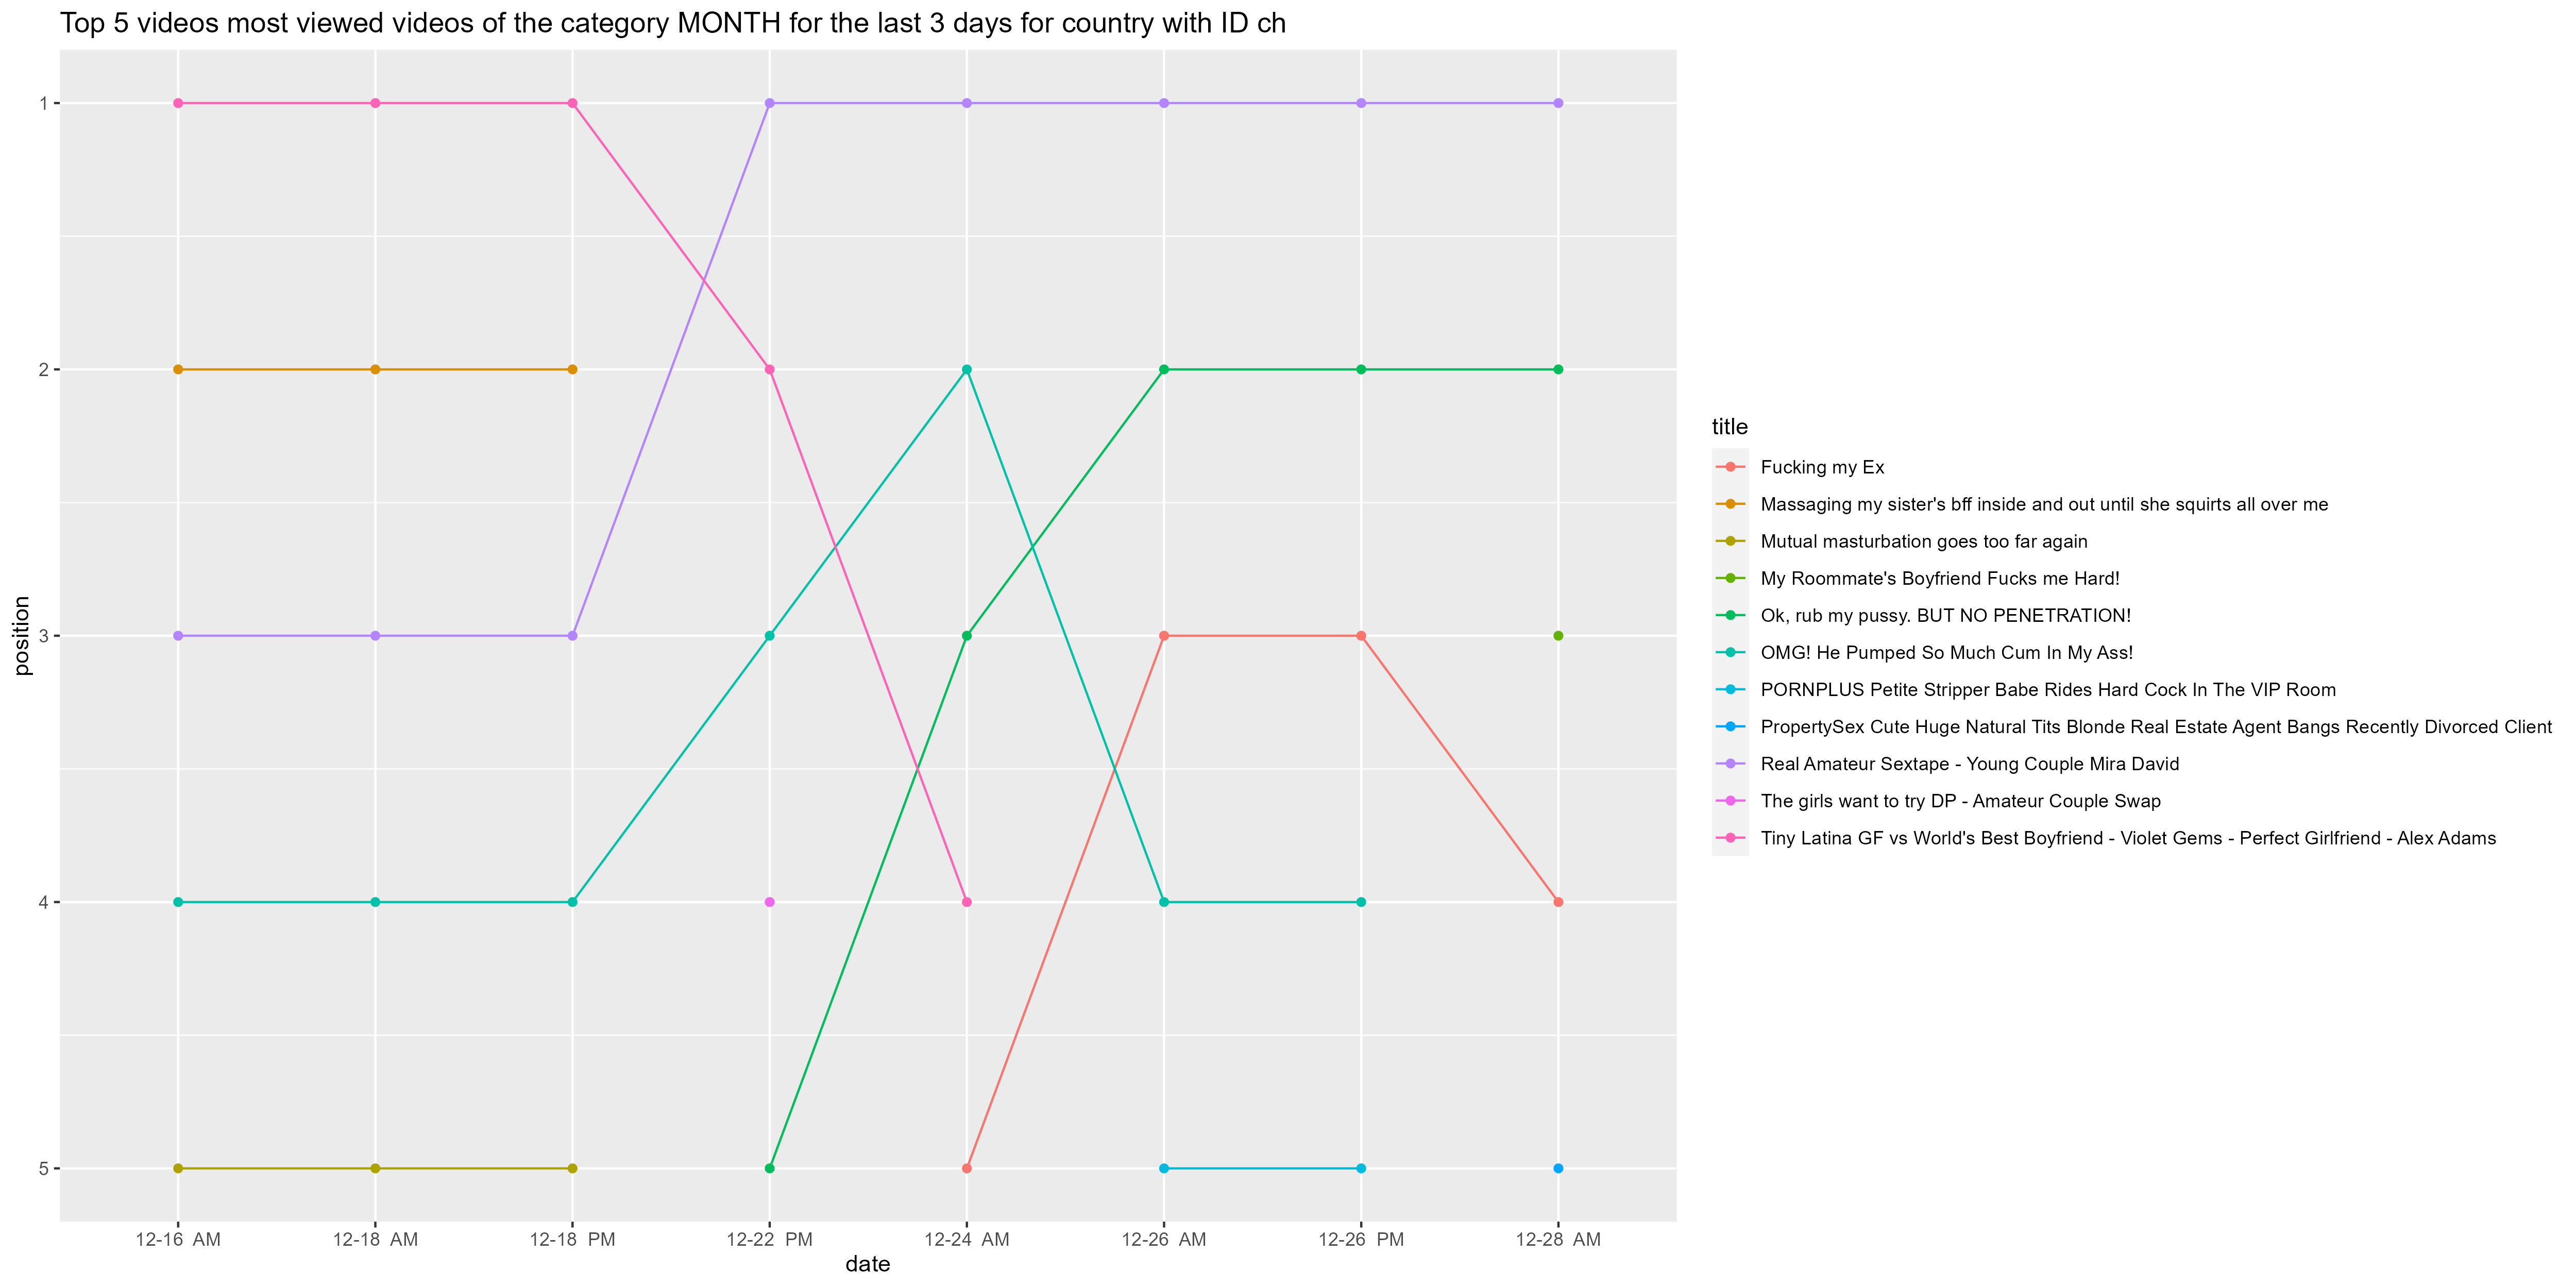 Top 5 videos most viewed videos of the category MONTH for the last 3 days for country with ID ch
position
1
2
3
4
5
12-16 AM
12-18 AM
12-18 PM
12-22 PM
12-24 AM
12-26 AM
12-26 PM
12-28 AM
date
title
Fucking my Ex
Massaging my sister's bff inside and out until she squirts all over me
Mutual masturbation goes too far again
My Roommate's Boyfriend Fucks me Hard!
Ok, rub my pussy. BUT NO PENETRATION!
OMG! He Pumped So Much Cum In My Ass!
PORNPLUS Petite Stripper Babe Rides Hard Cock In The VIP Room
PropertySex Cute Huge Natural Tits Blonde Real Estate Agent Bangs Recently Divorced Client
Real Amateur Sextape - Young Couple Mira David
The girls want to try DP - Amateur Couple Swap
Tiny Latina GF vs World's Best Boyfriend - Violet Gems - Perfect Girlfriend - Alex Adams